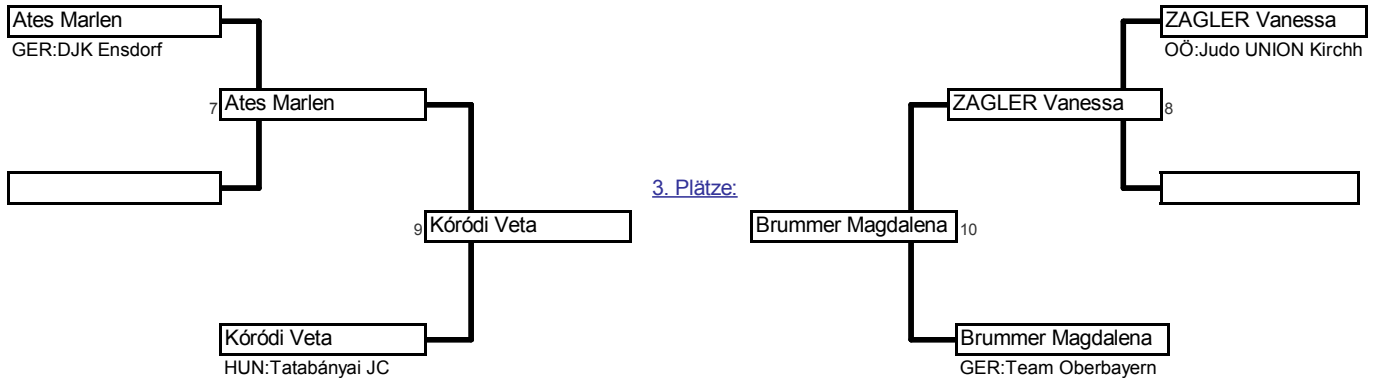 Ates Marlen
GER:DJK Ensdorf
ZAGLER Vanessa
OÖ:Judo UNION Kirchh
7 Ates Marlen
ZAGLER Vanessa 8
3. Plätze:
9 Kóródi Veta
Brummer Magdalena 10
Kóródi Veta
HUN:Tatabányai JC
Brummer Magdalena
GER:Team Oberbayern